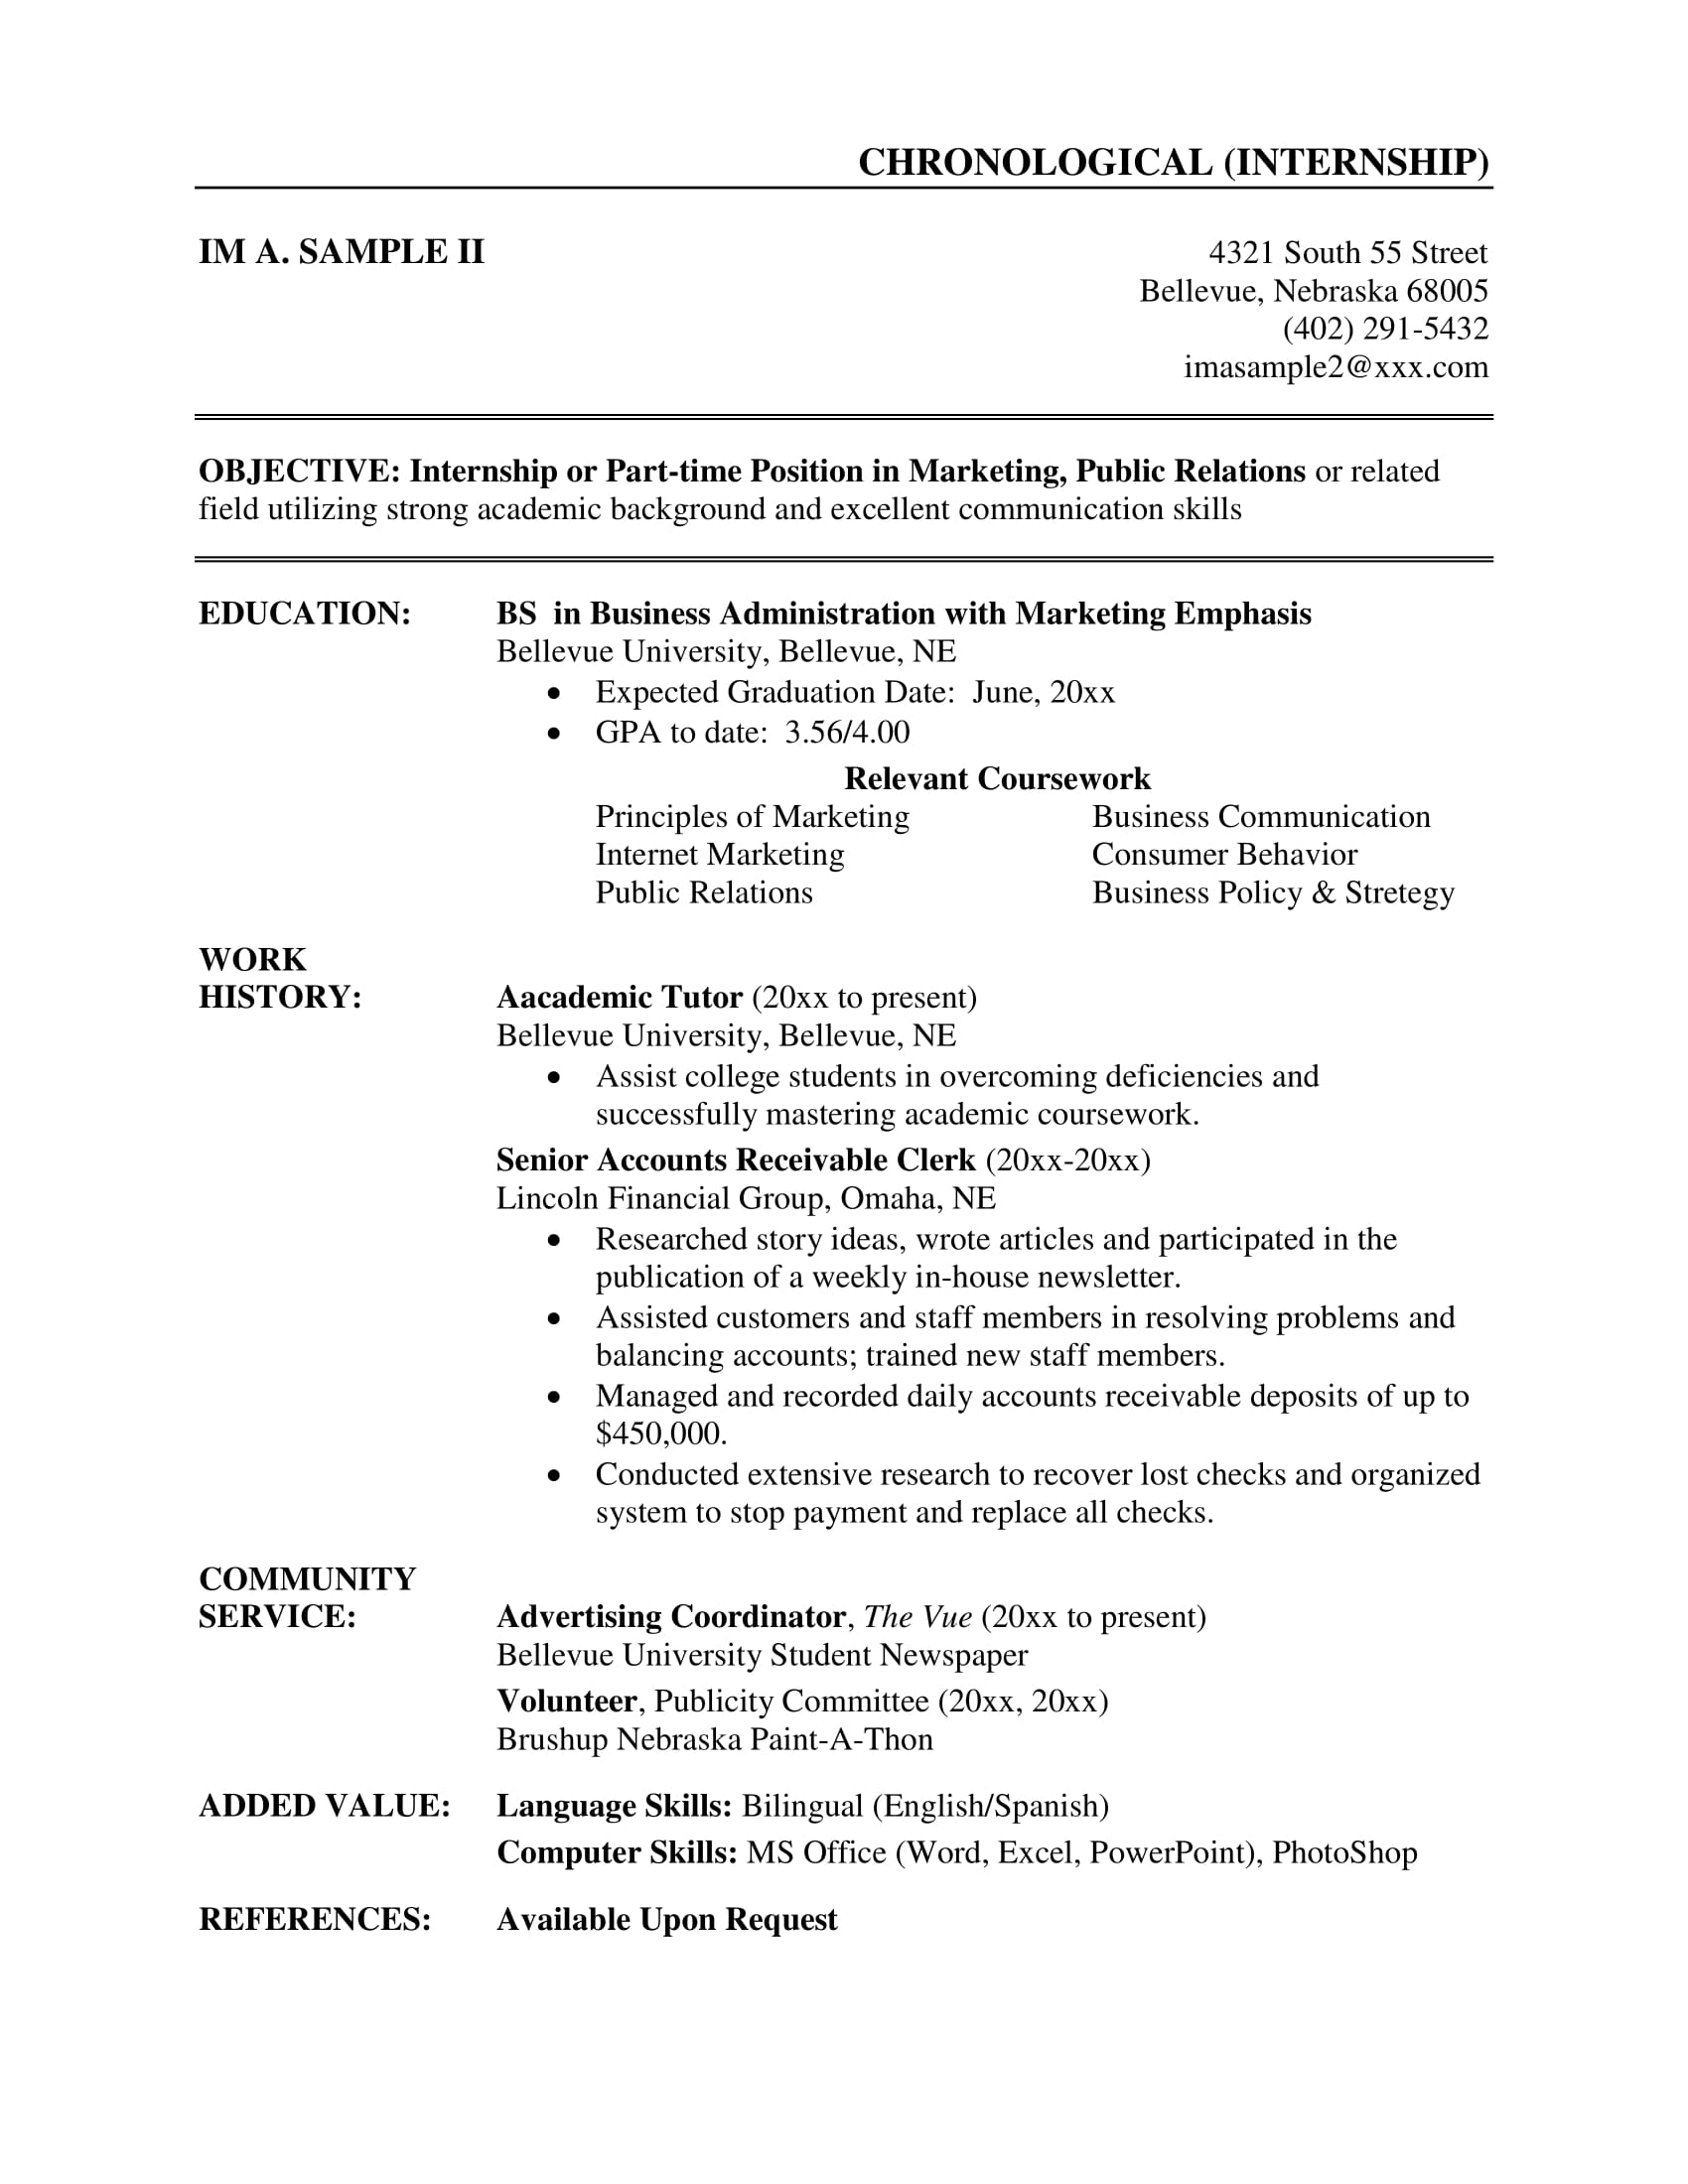 CHRONOLOGICAL (INTERNSHIP)
IM A. SAMPLE II 4321 South 55 Street
Bellevue, Nebraska 68005
(402) 291-5432
imasample2@xxx.com
OBJECTIVE: Internship or Part-time Position in Marketing, Public Relations or related
field utilizing strong academic background and excellent communication skills
EDUCATION: BS in Business Administration with Marketing Emphasis
Bellevue University, Bellevue, NE
• Expected Graduation Date: June, 20xx
• GPA to date: 3.56/4.00
Relevant Coursework
Principles of Marketing Business Communication
Internet Marketing Consumer Behavior
Public Relations Business Policy & Stretegy
WORK
HISTORY: Aacademic Tutor (20xx to present)
Bellevue University, Bellevue, NE
• Assist college students in overcoming deficiencies and
successfully mastering academic coursework.
Senior Accounts Receivable Clerk (20xx-20xx)
Lincoln Financial Group, Omaha, NE
• Researched story ideas, wrote articles and participated in the
publication of a weekly in-house newsletter.
• Assisted customers and staff members in resolving problems and
balancing accounts; trained new staff members.
• Managed and recorded daily accounts receivable deposits of up to
$450,000.
• Conducted extensive research to recover lost checks and organized
system to stop payment and replace all checks.
COMMUNITY
SERVICE: Advertising Coordinator, The Vue (20xx to present)
Bellevue University Student Newspaper
Volunteer, Publicity Committee (20xx, 20xx)
Brushup Nebraska Paint-A-Thon
ADDED VALUE: Language Skills: Bilingual (English/Spanish)
Computer Skills: MS Office (Word, Excel, PowerPoint), PhotoShop
REFERENCES: Available Upon Request